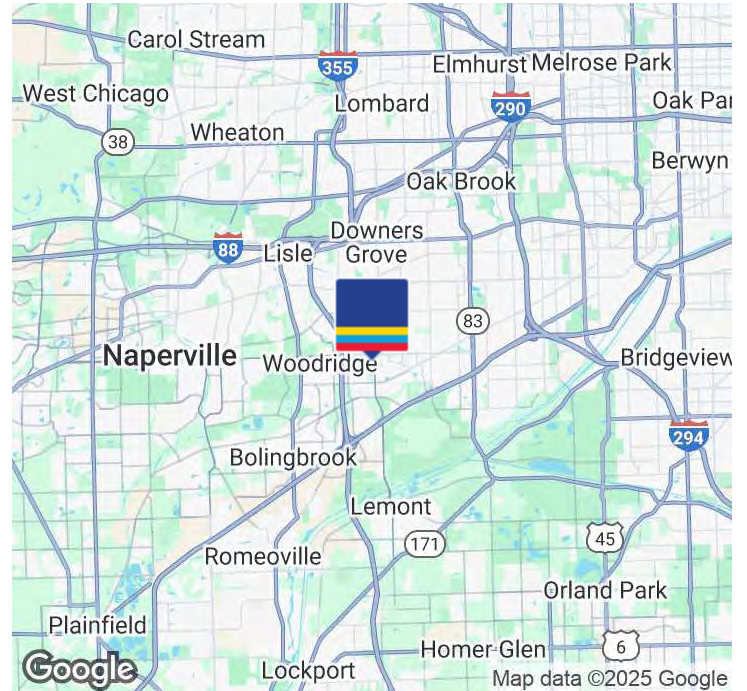 Carol Stream
355
Elmhurst
Melrose Park
West Chicago
Lombard
290
Oak Par
38
Wheaton
Berwyn
Oak Brook
Downers
Grove
88
Lisle
83
Naperville
Woodridge
Bridgeview
294
Bolingbrook
Lemont
171
45
Romeoville
Orland Park
Plainfield
Homer Glen
6
Google
Lockport
Map data ©2025 Google